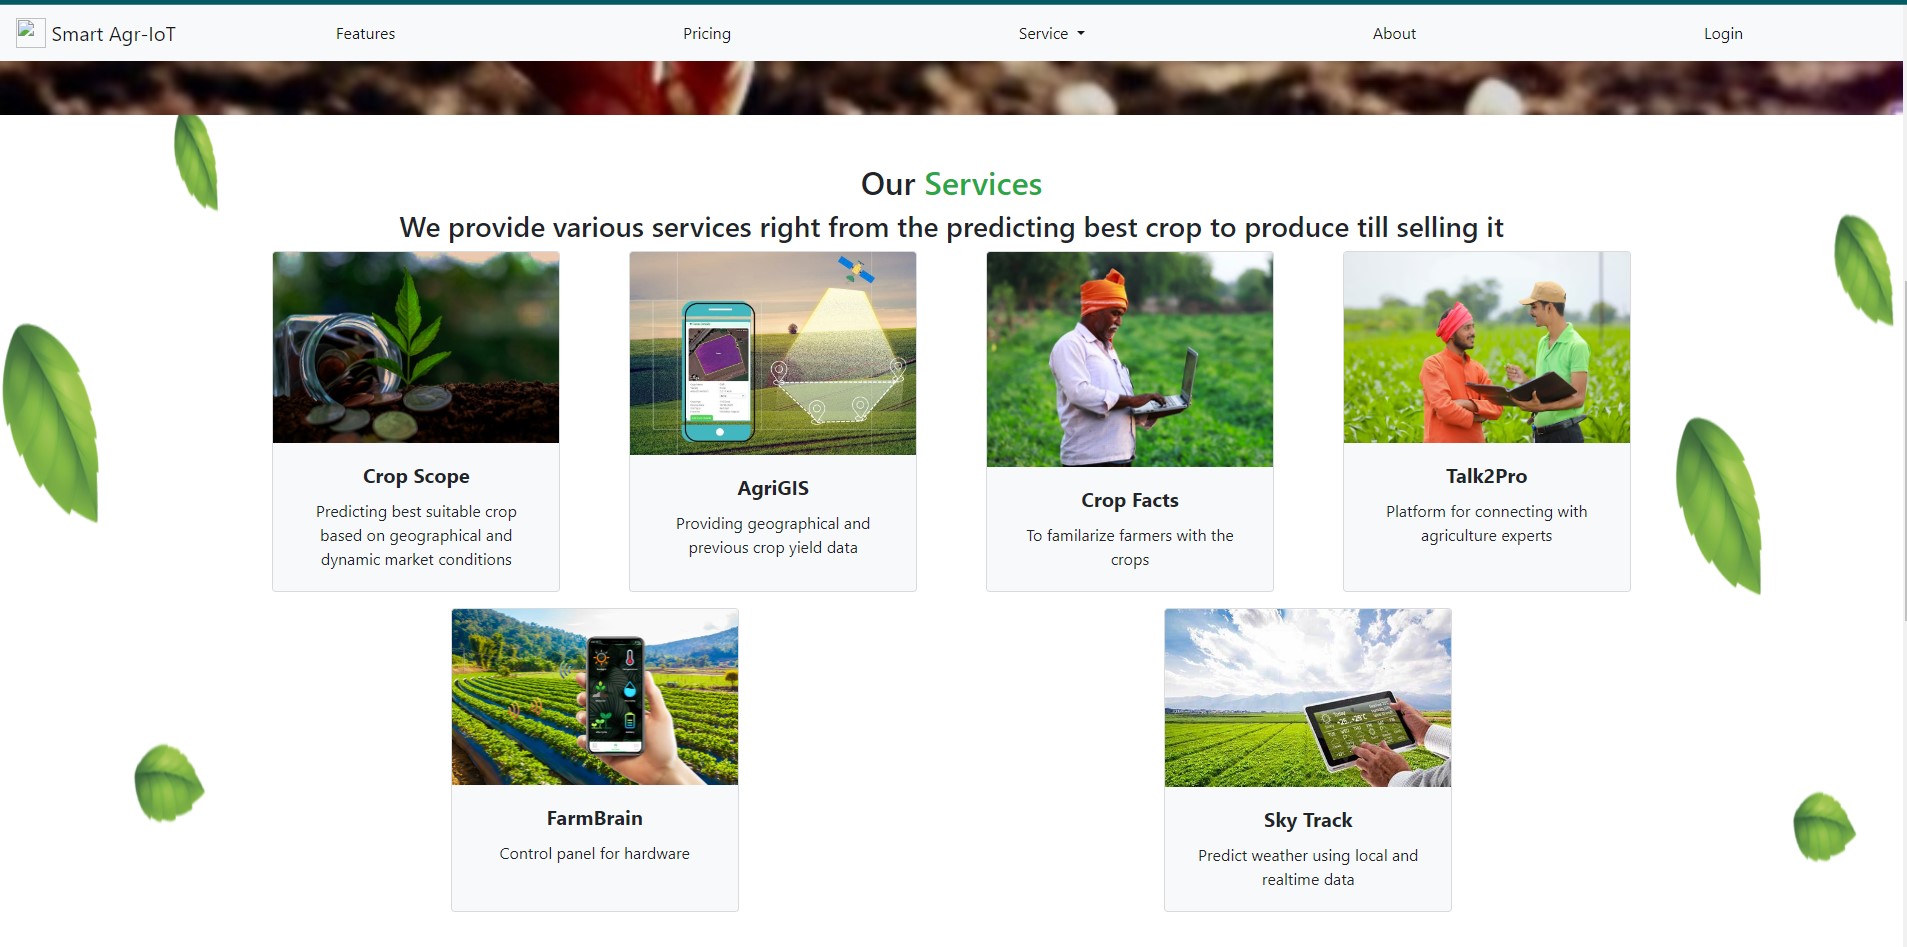 Smart Agr-IoT
Features
Pricing
Service
About
Login
Our Services
We provide various services right from the predicting best crop to produce till selling it
Crop Scope
Predicting best suitable crop
based on geographical and
dynamic market conditions
AgriGIS
Providing geographical and
previous crop yield data
Crop Facts
To familarize farmers with the
crops
Talk2Pro
Platform for connecting with
agriculture experts
FarmBrain
Control panel for hardware
Sky Track
Predict weather using local and
realtime data